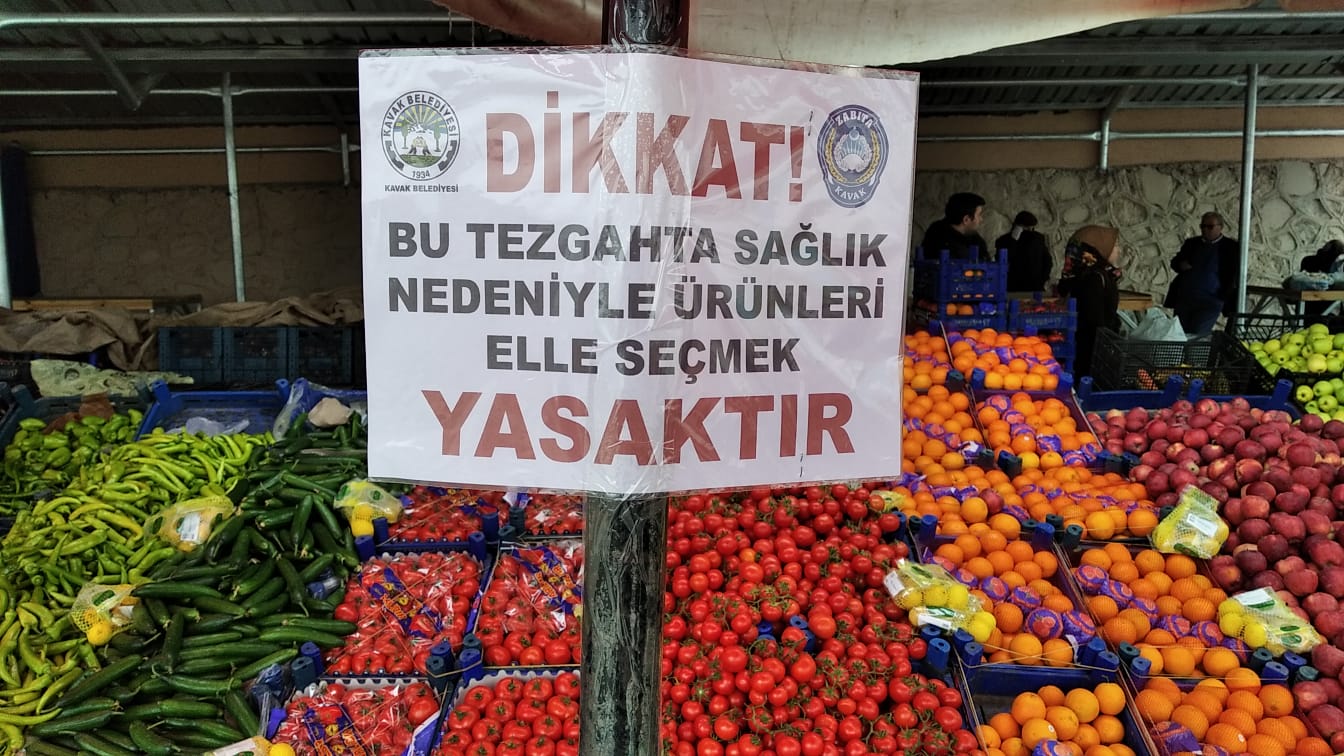 KAVAK BELEDİYESİ
1934
KAVAK BELEDİYESİ
DİKKAT!
ZABITA
KAVAK
BU TEZGAHTA SAĞLIK
NEDENİYLE ÜRÜNLERİ
ELLE SEÇMEK
YASAKTIR